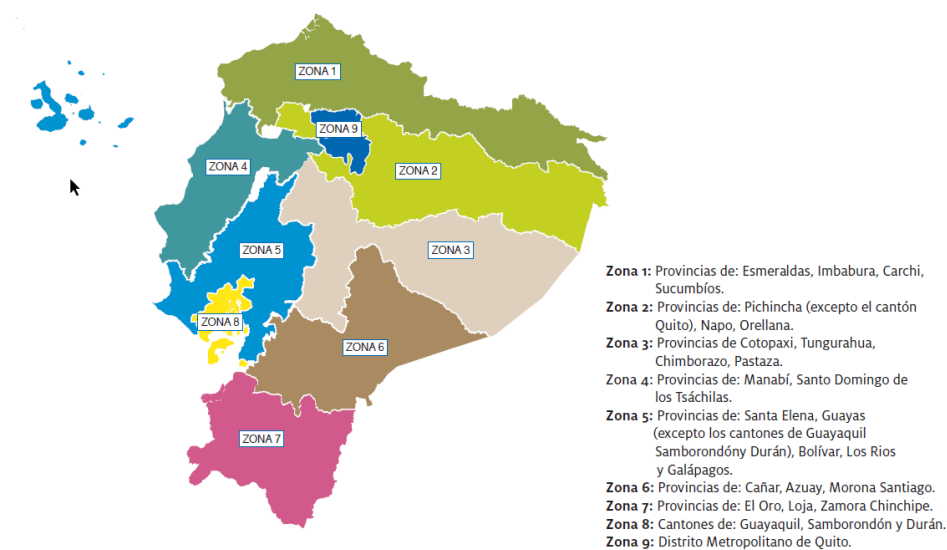 ZONA 1
ZONA 9
ZONA 4
ZONA 2
ZONA 5
ZONA 3
ZONA 8
ZONA 6
ZONA 7
Zona 1: Provincias de: Esmeraldas, Imbabura, Carchi,
Sucumbíos.
Zona 2: Provincias de: Pichincha (excepto el cantón
Quito), Napo, Orellana.
Zona 3: Provincias de Cotopaxi, Tungurahua,
Chimborazo, Pastaza.
Zona 4: Provincias de: Manabí, Santo Domingo de
los Tsáchilas.
Zona 5: Provincias de: Santa Elena, Guayas
(excepto los cantones de Guayaquil
Samborondóny Durán), Bolívar, Los Rios
y Galápagos.
Zona 6: Provincias de: Cañar, Azuay, Morona Santiago.
Zona 7: Provincias de: El Oro, Loja, Zamora Chinchipe.
Zona 8: Cantones de: Guayaquil, Samborondón y Durán.
Zona 9: Distrito Metropolitano de Quito.